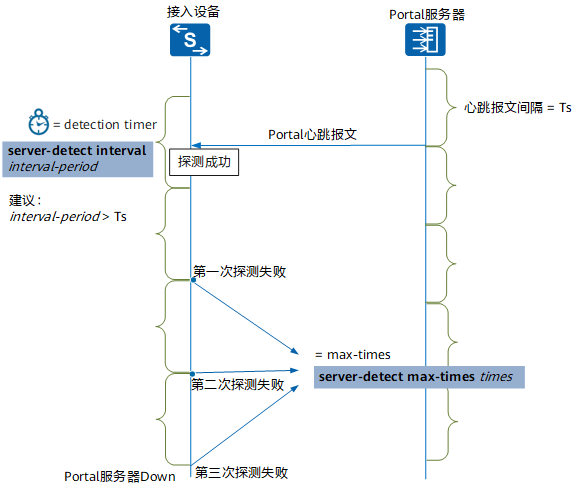 接入设备
Portal服务器
S
心跳报文间隔 = Ts
= detection timer
Portal心跳报文
server-detect interval
interval-period
探测成功
建议：
interval-period > Ts
第一次探测失败
= max-times
server-detect max-times times
第二次探测失败
Portal服务器Down
第三次探测失败